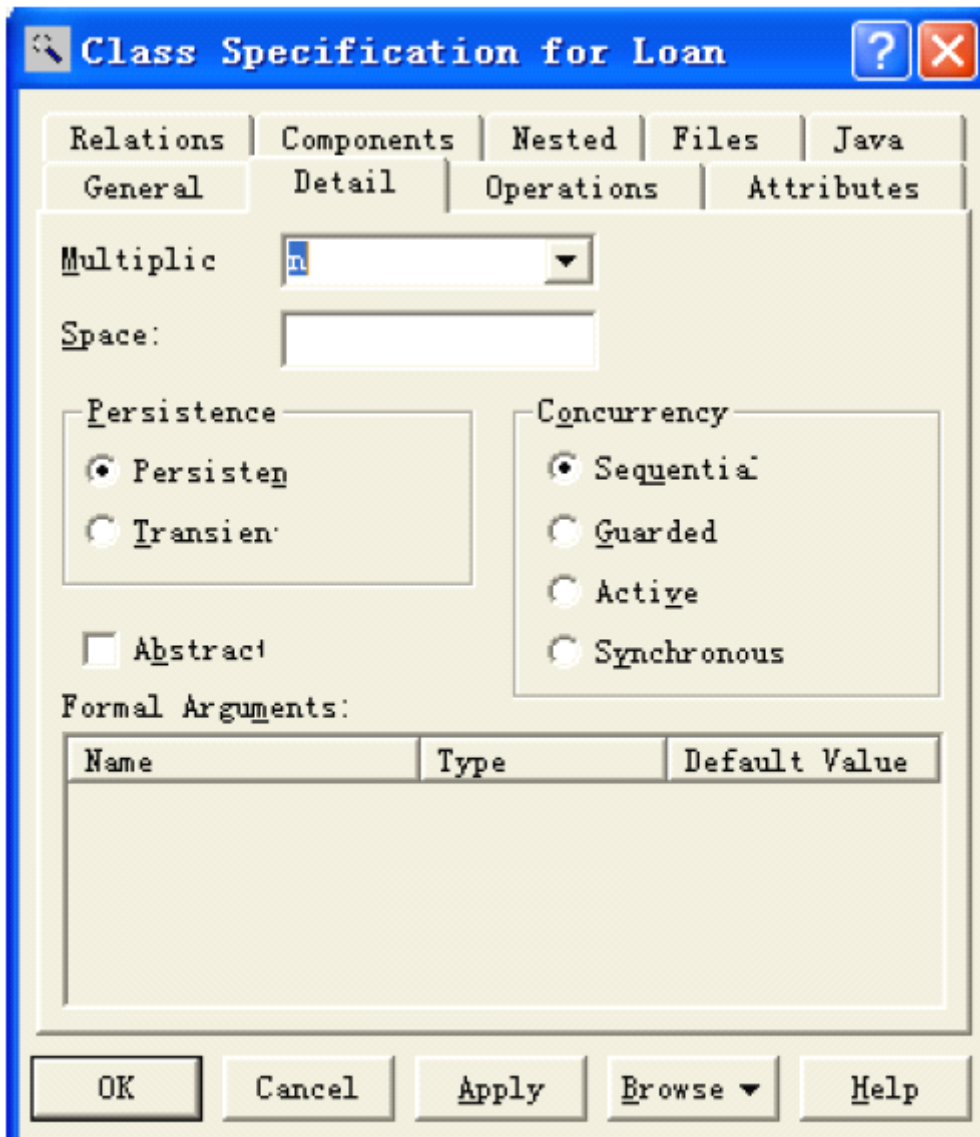 Class Specification for Loan
Relations Components Nested Files Java
General Detail Operations Attributes
Multiplic n
Space:
Persistence Concurrency
Persisten Sequential
Transien Guarded
Active
Abstract Synchronous
Formal Arguments:
Name Type Default Value
OK Cancel Apply Browse Help